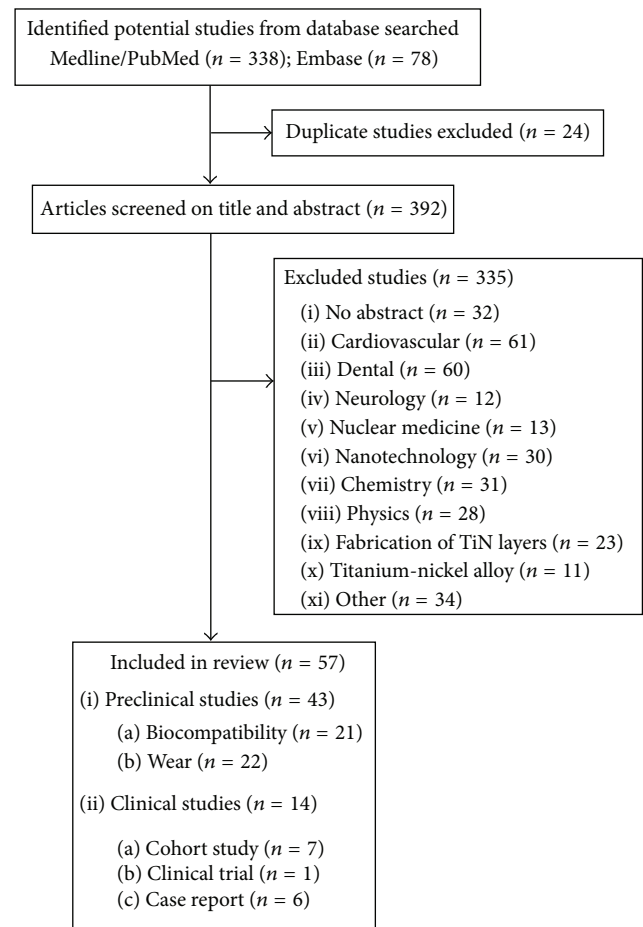 Identified potential studies from database searched
Medline/PubMed (n = 338); Embase (n = 78)
Duplicate studies excluded (n = 24)
Articles screened on title and abstract (n = 392)
Excluded studies (n = 335)
(i) No abstract (n = 32)
(ii) Cardiovascular (n = 61)
(iii) Dental (n = 60)
(iv) Neurology (n = 12)
(v) Nuclear medicine (n = 13)
(vi) Nanotechnology (n = 30)
(vii) Chemistry (n = 31)
(viii) Physics (n = 28)
(ix) Fabrication of TiN layers (n = 23)
(x) Titanium-nickel alloy (n = 11)
(xi) Other (n = 34)
Included in review (n = 57)
(i) Preclinical studies (n = 43)
(a) Biocompatibility (n = 21)
(b) Wear (n = 22)
(ii) Clinical studies (n = 14)
(a) Cohort study (n = 7)
(b) Clinical trial (n = 1)
(c) Case report (n = 6)